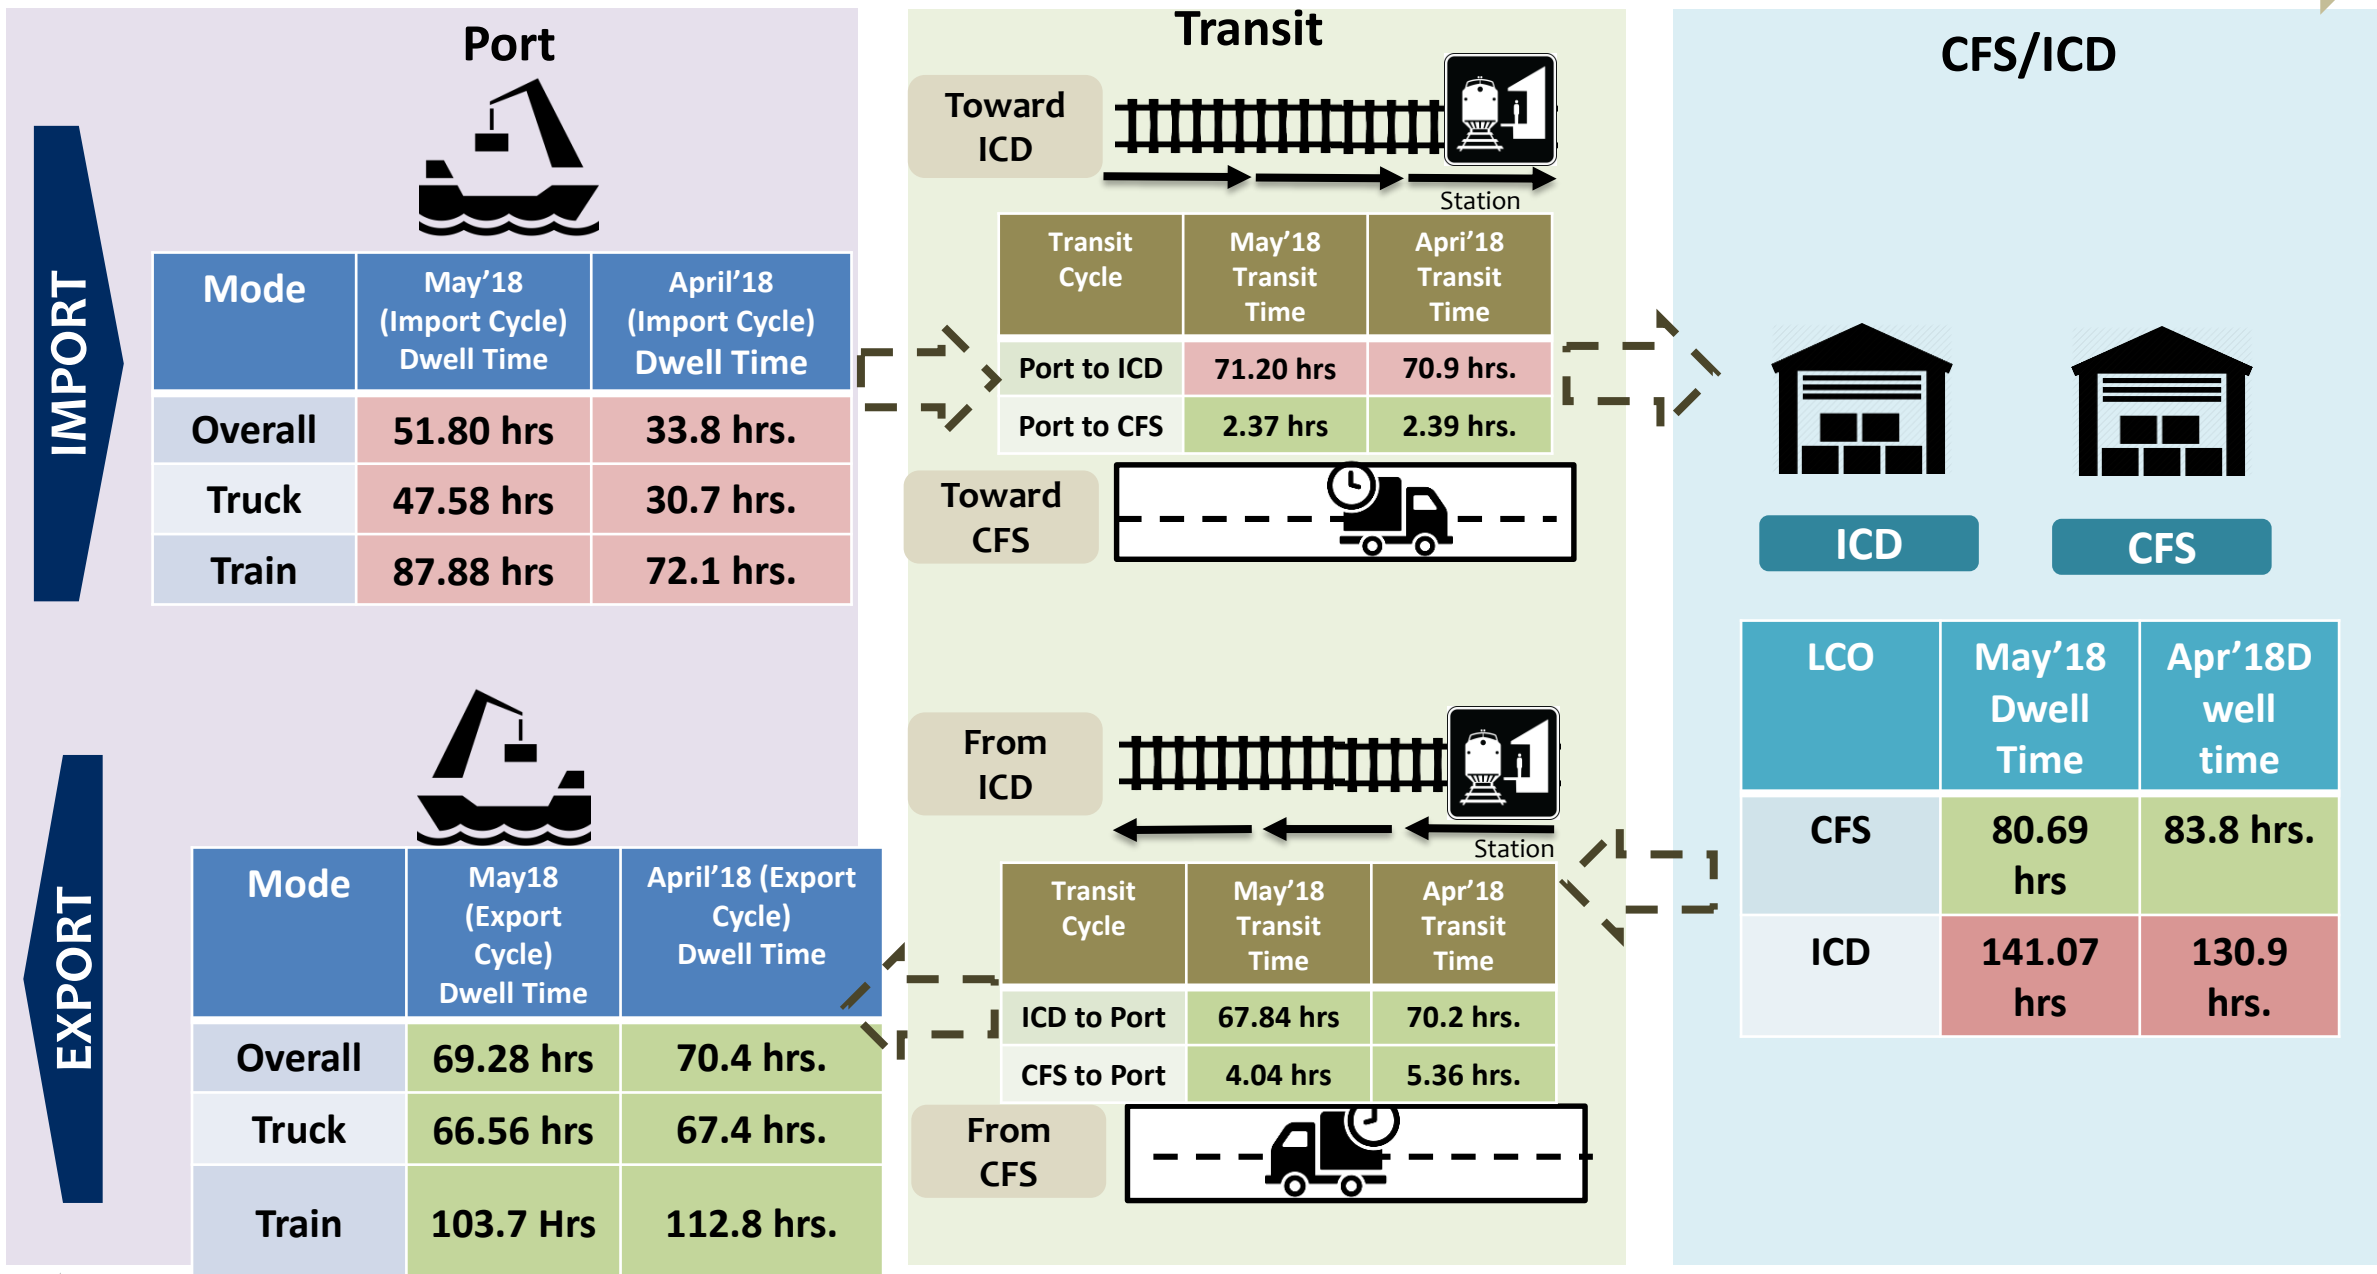 Port
IMPORT
Mode
May’18
(Import Cycle)
Dwell Time
April’18
(Import Cycle)
Dwell Time
Overall
51.80 hrs
33.8 hrs.
Truck
47.58 hrs
30.7 hrs.
Train
87.88 hrs
72.1 hrs.
EXPORT
Mode
May18
(Export
Cycle)
Dwell Time
April’18 (Export
Cycle)
Dwell Time
Overall
69.28 hrs
70.4 hrs.
Truck
66.56 hrs
67.4 hrs.
Train
103.7 Hrs
112.8 hrs.
Transit
Toward
ICD
Station
Transit
Cycle
May’18
Transit
Time
Apri’18
Transit
Time
Port to ICD
71.20 hrs
70.9 hrs.
Port to CFS
2.37 hrs
2.39 hrs.
Toward
CFS
From
ICD
Station
Transit
Cycle
May’18
Transit
Time
Apr’18
Transit
Time
ICD to Port
67.84 hrs
70.2 hrs.
CFS to Port
4.04 hrs
5.36 hrs.
From
CFS
CFS/ICD
ICD
CFS
LCO
May’18
Dwell
Time
Apr’18D
well
time
CFS
80.69
hrs
83.8 hrs.
ICD
141.07
hrs
130.9
hrs.